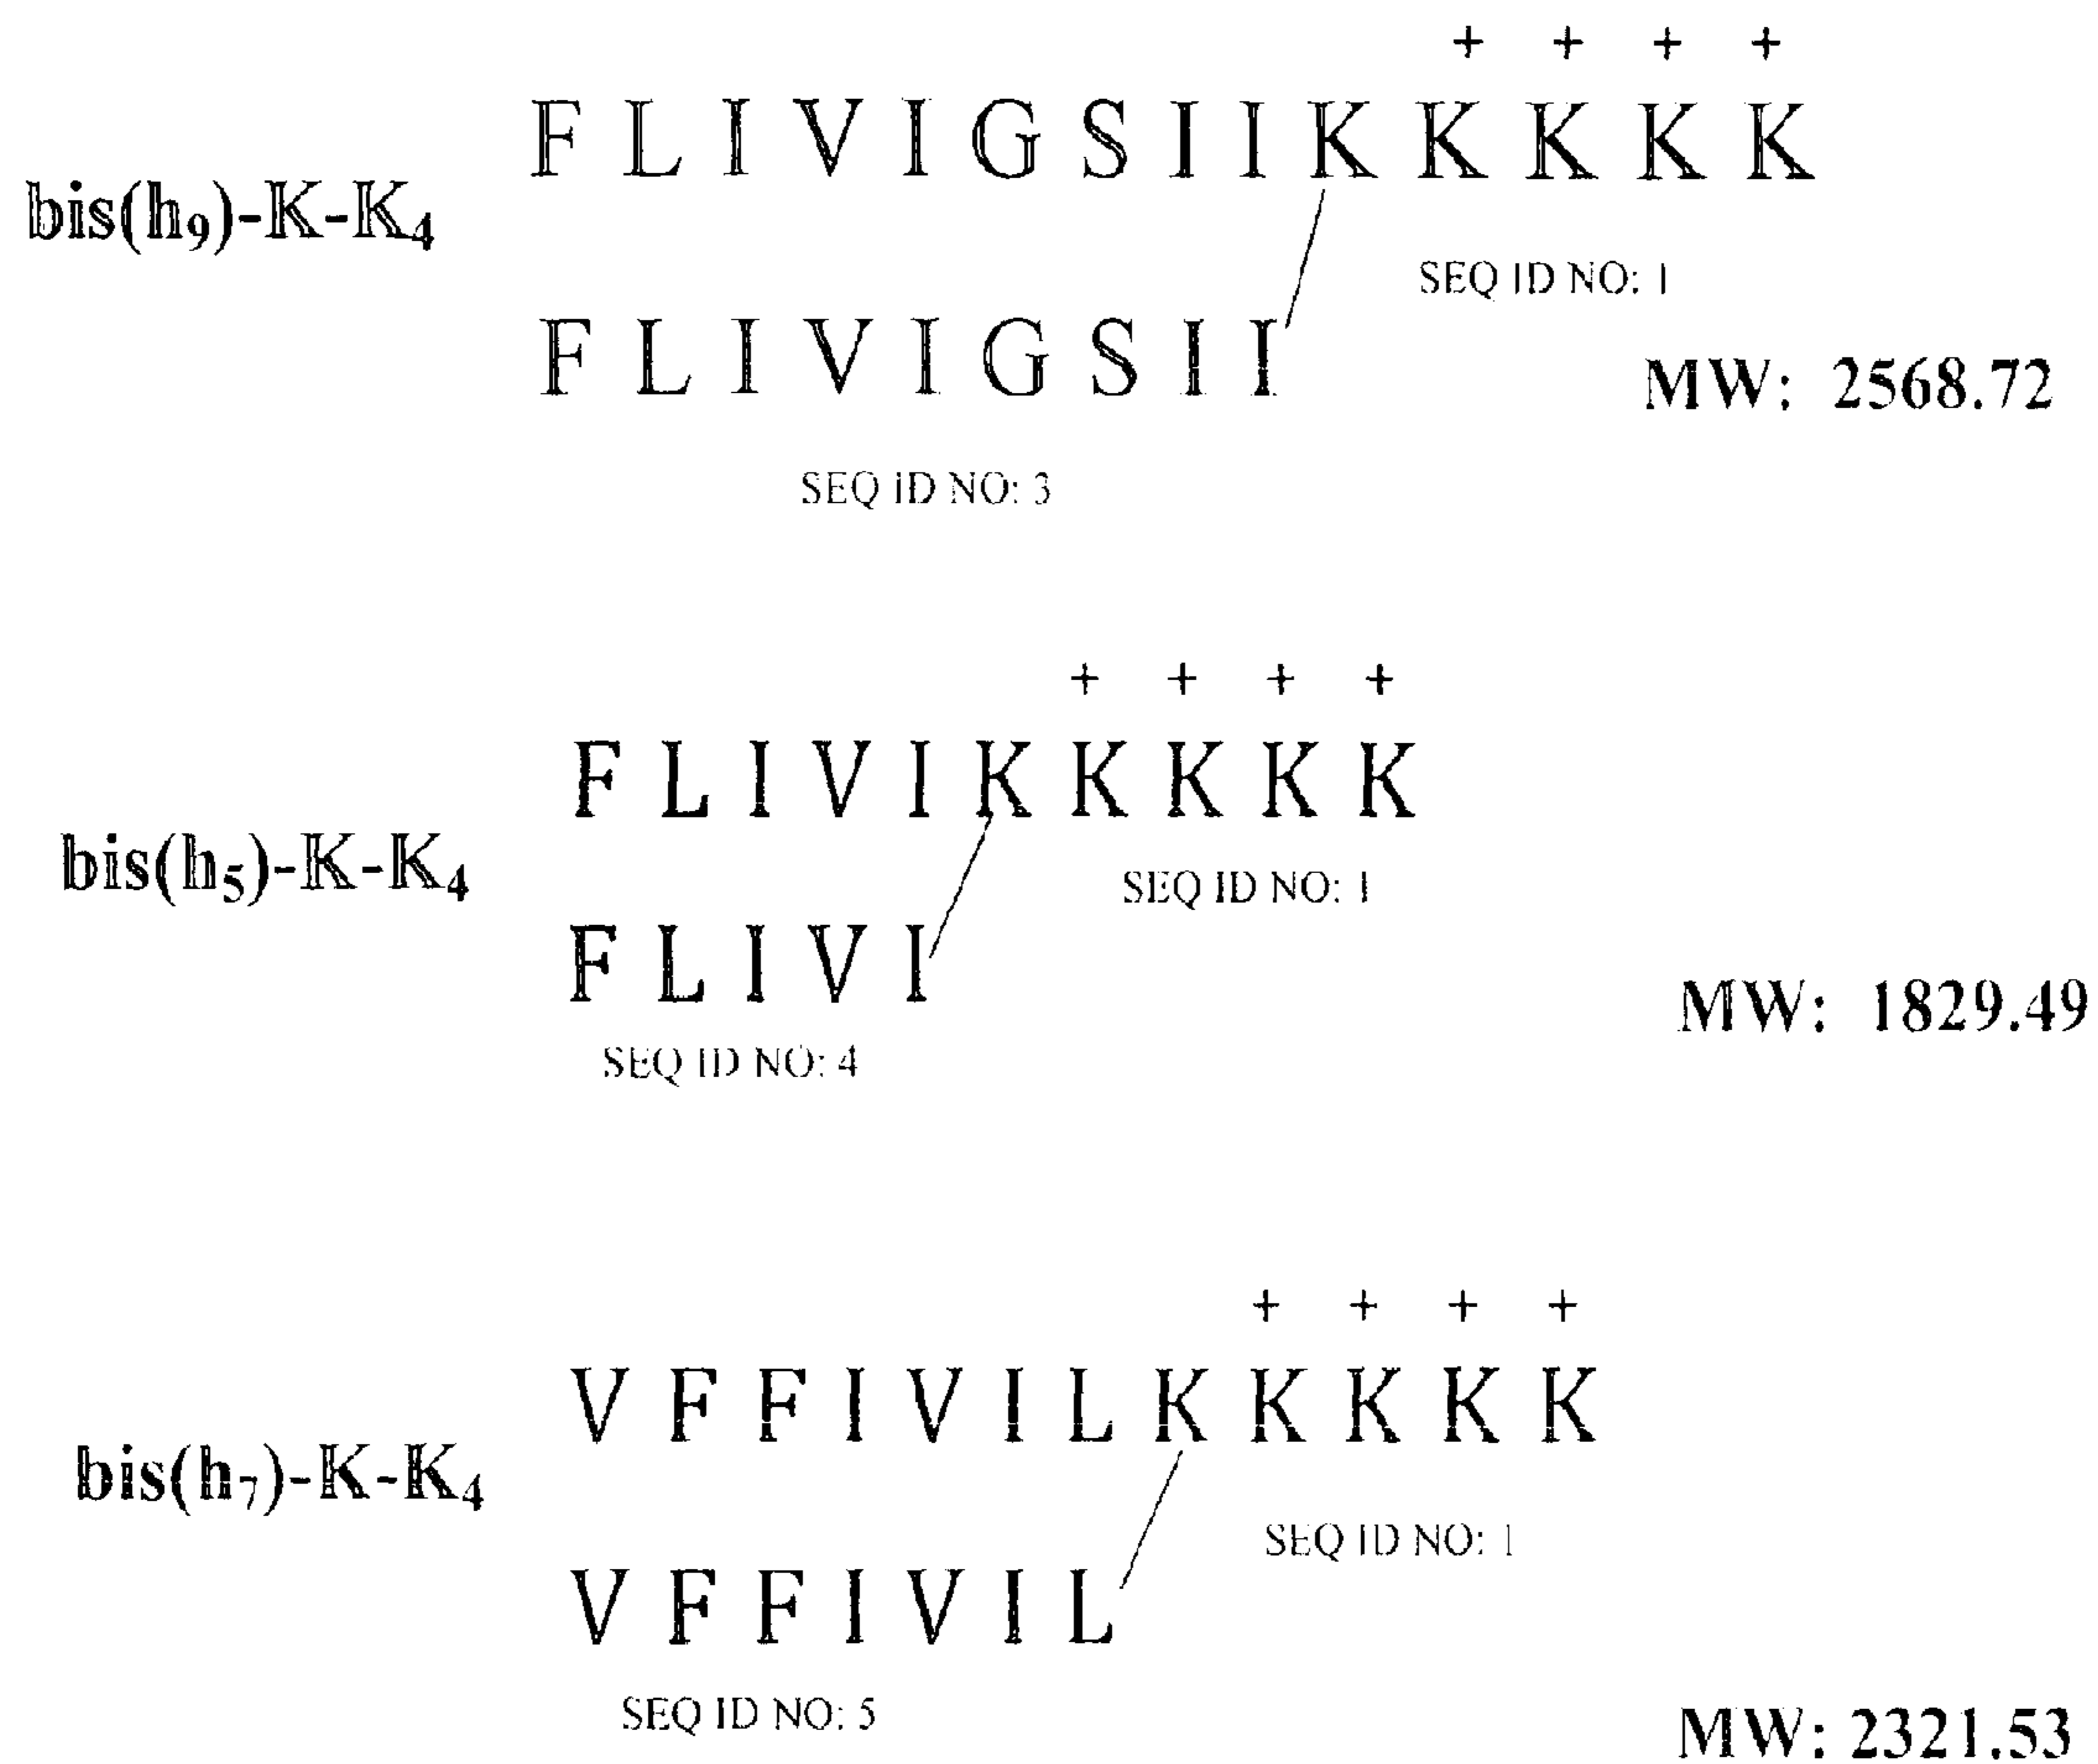 + + + +
F L I V I G S I I K K K K K
bis(h₉)-K-K₄
SEQ ID NO: 1
F L I V I G S I I
MW: 2568.72
SEQ ID NO: 3
+ + + +
F L I V I K K K K K
bis(h₅)-K-K₄
SEQ ID NO: 1
F L I V I
MW: 1829.49
SEQ ID NO: 4
+ + + +
V F F I V I L K K K K K
bis(h₇)-K-K₄
SEQ ID NO: 1
V F F I V I L
SEQ ID NO: 5
MW: 2321.53